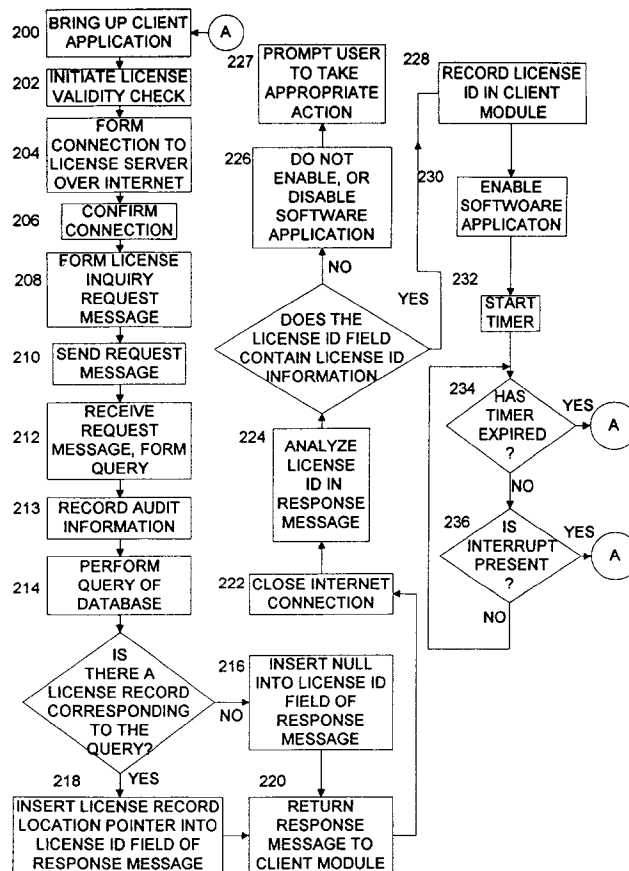 200
BRING UP CLIENT
APPLICATION
A
202
INITIATE LICENSE
VALIDITY CHECK
204
FORM
CONNECTION TO
LICENSE SERVER
OVER INTERNET
206
CONFIRM
CONNECTION
208
FORM LICENSE
INQUIRY
REQUEST
MESSAGE
210
SEND REQUEST
MESSAGE
212
RECEIVE
REQUEST
MESSAGE, FORM
QUERY
213
RECORD AUDIT
INFORMATION
214
PERFORM
QUERY OF
DATABASE
IS
THERE A
LICENSE RECORD
CORRESPONDING
TO THE
QUERY?
NO
YES
216
INSERT NULL
INTO LICENSE ID
FIELD OF
RESPONSE
MESSAGE
218
INSERT LICENSE RECORD
LOCATION POINTER INTO
LICENSE ID FIELD OF
RESPONSE MESSAGE
220
RETURN
RESPONSE
MESSAGE TO
CLIENT MODULE
222
CLOSE INTERNET
CONNECTION
224
ANALYZE
LICENSE
ID IN
RESPONSE
MESSAGE
DOES THE
LICENSE ID FIELD
CONTAIN LICENSE ID
INFORMATION
NO
YES
226
DO NOT
ENABLE, OR
DISABLE
SOFTWARE
APPLICATION
227
PROMPT USER
TO TAKE
APPROPRIATE
ACTION
228
RECORD LICENSE
ID IN CLIENT
MODULE
230
ENABLE
SOFTWOARE
APPLICATON
232
START
TIMER
234
HAS
TIMER
EXPIRED
?
YES
A
NO
236
IS
INTERRUPT
PRESENT
?
YES
A
NO